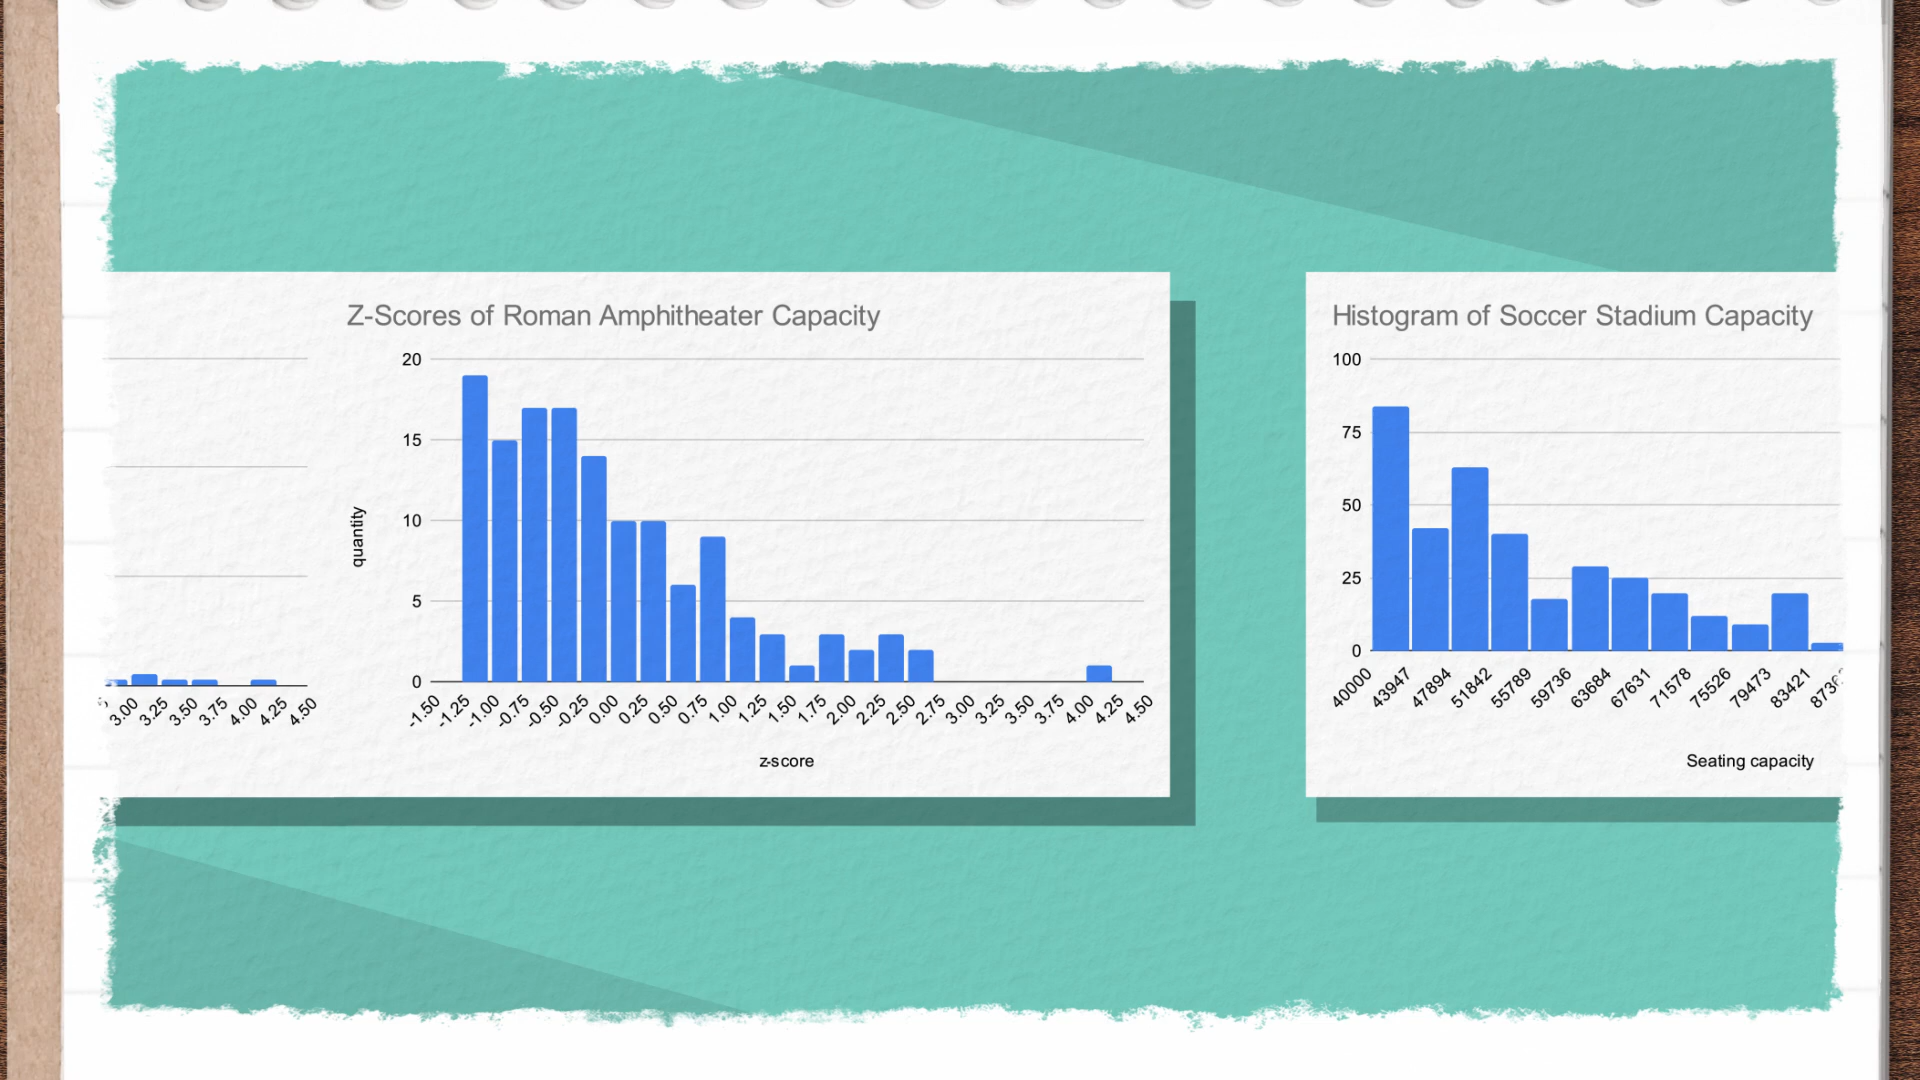 3.00 3.25 3.50 3.75 4.00 4.25 4.50
Z-Scores of Roman Amphitheater Capacity
20
15
10
5
0
quantity
-1.50 -1.25 -1.00 -0.75 -0.50 -0.25 0.00 0.25 0.50 0.75 1.00 1.25 1.50 1.75 2.00 2.25 2.50 2.75 3.00 3.25 3.50 3.75 4.00 4.25 4.50
z-score
Histogram of Soccer Stadium Capacity
100
75
50
25
0
40000 43947 47894 51842 55789 59736 63684 67631 71578 75526 79473 83421
Seating capacity